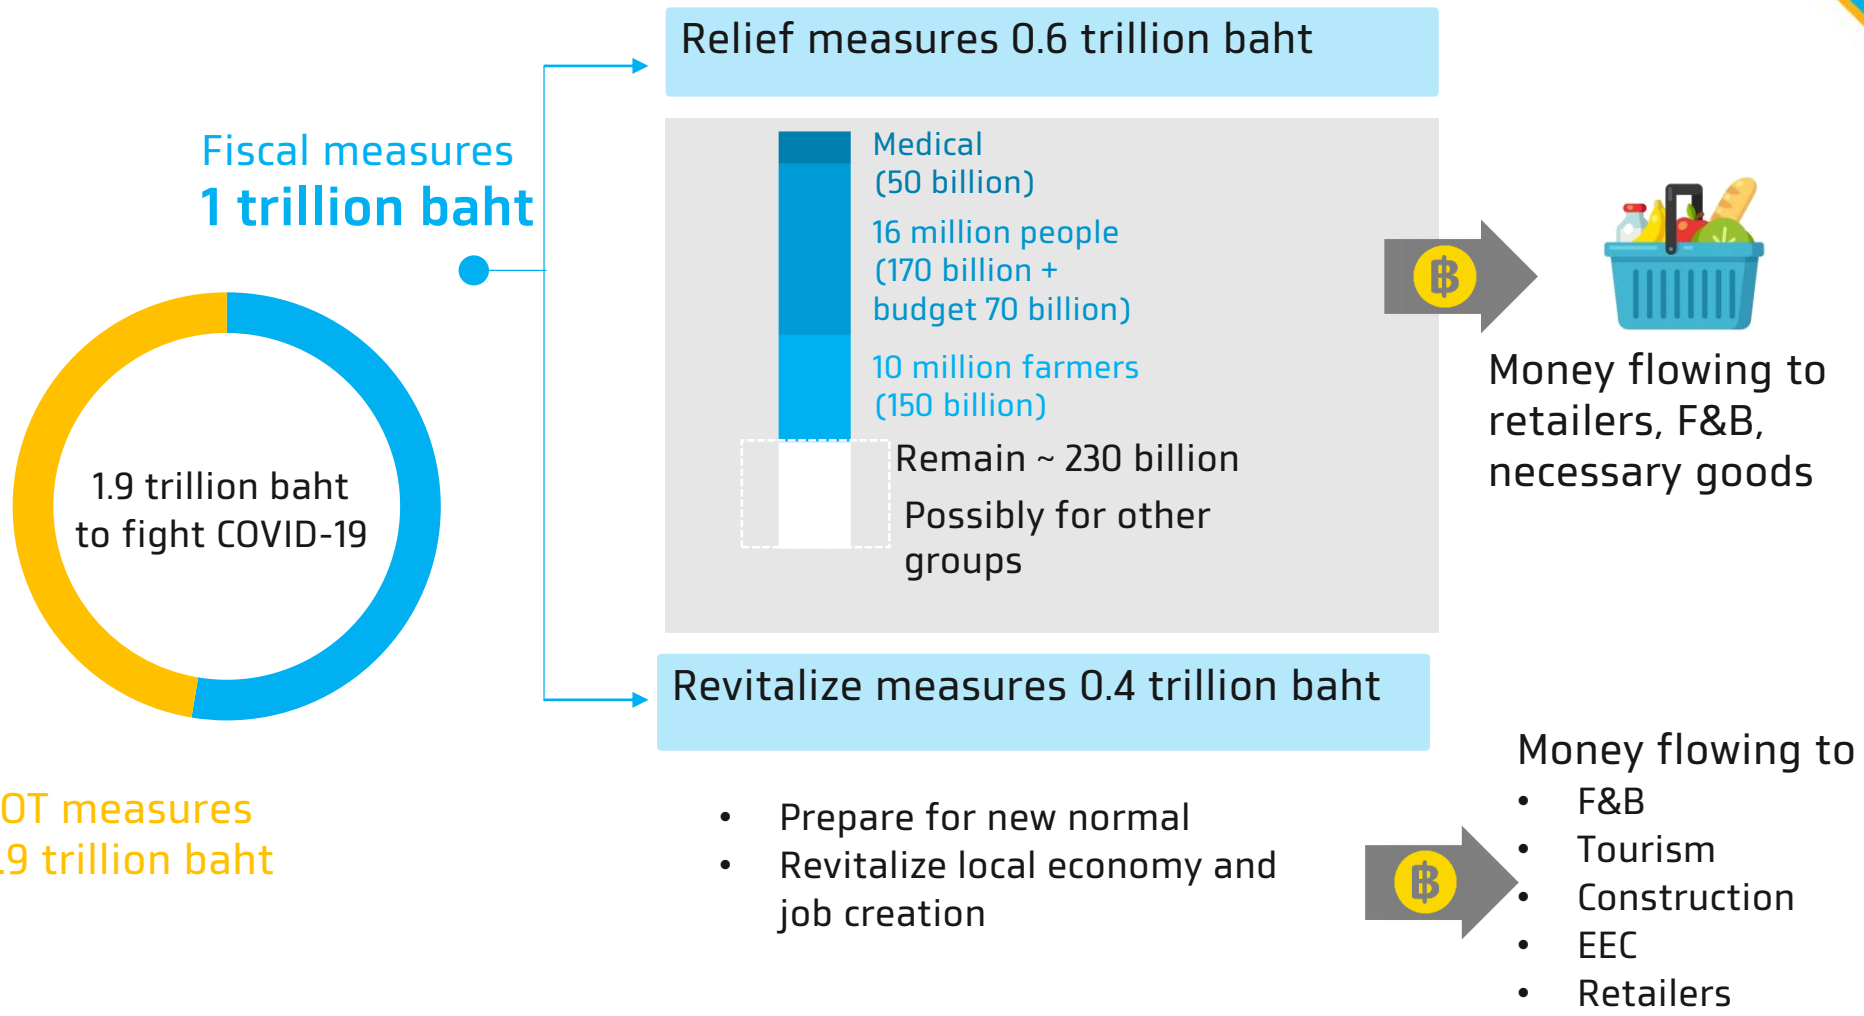 Relief measures 0.6 trillion baht
Fiscal measures
1 trillion baht
Medical
(50 billion)
16 million people
(170 billion +
budget 70 billion)
10 million farmers
(150 billion)
Remain ~ 230 billion
Possibly for other
groups
฿
Money flowing to
retailers, F&B,
necessary goods
1.9 trillion baht
to fight COVID-19
OT measures
.9 trillion baht
Revitalize measures 0.4 trillion baht
• Prepare for new normal
• Revitalize local economy and
job creation
฿
Money flowing to
• F&B
• Tourism
• Construction
• EEC
• Retailers